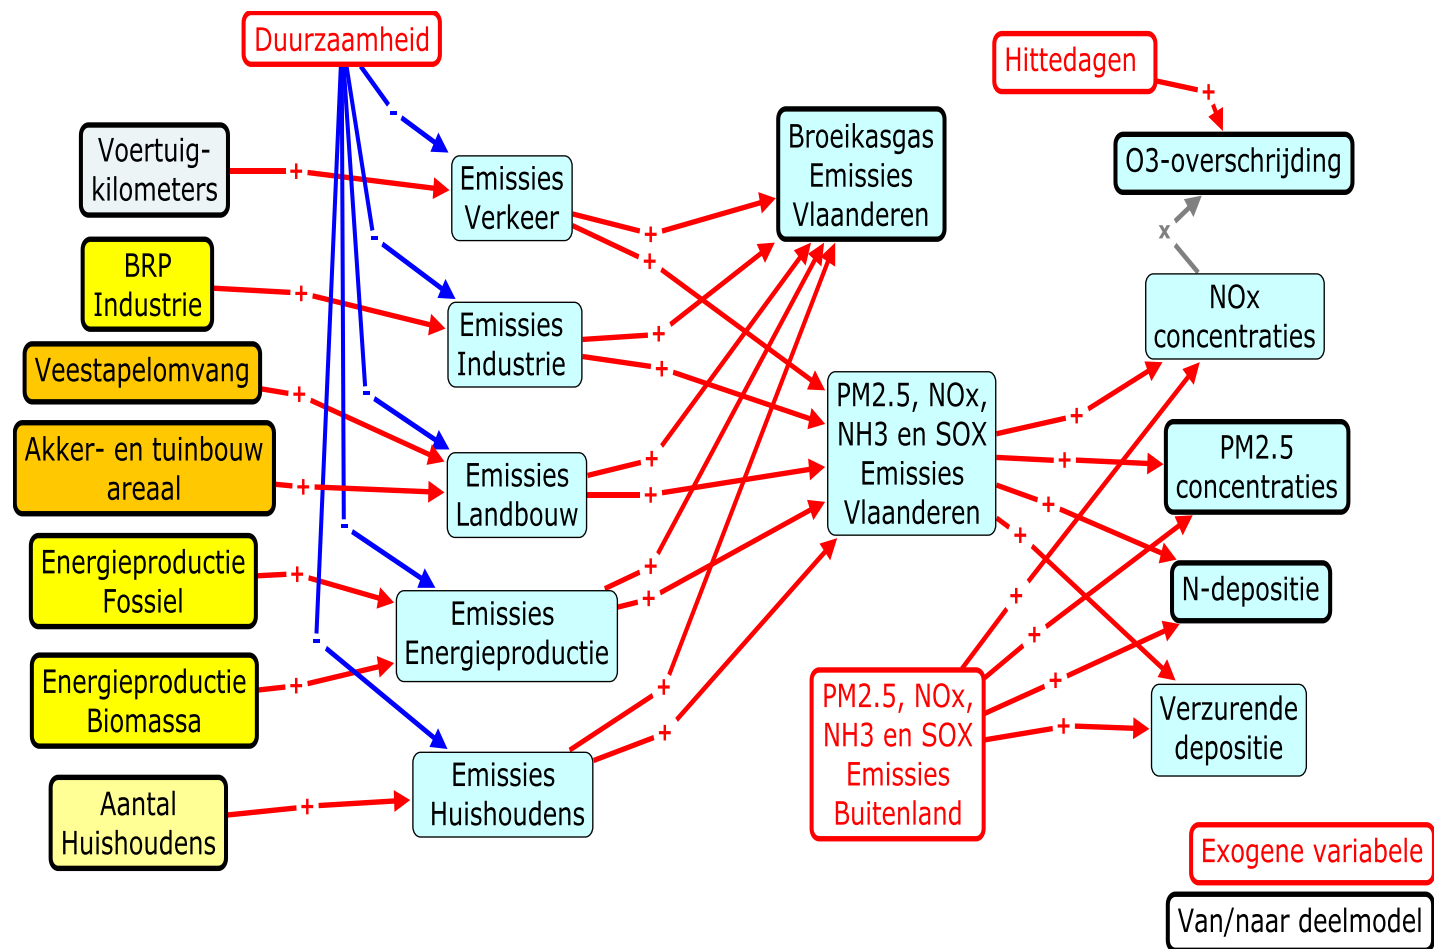 Duurzaamheid
Hittedagen
Voertuig-
kilometers
BRP
Industrie
Veestapelomvang
Akker- en tuinbouw
areaal
Energieproductie
Fossiel
Energieproductie
Biomassa
Aantal
Huishoudens
Emissies
Verkeer
Emissies
Industrie
Emissies
Landbouw
Emissies
Energieproductie
Emissies
Huishoudens
Broeikasgas
Emissies
Vlaanderen
PM2.5, NOx,
NH3 en SOX
Emissies
Vlaanderen
PM2.5, NOx,
NH3 en SOX
Emissies
Buitenland
O3-overschrijding
x
NOx
concentraties
PM2.5
concentraties
N-depositie
Verzurende
depositie
Exogene variabele
Van/naar deelmodel